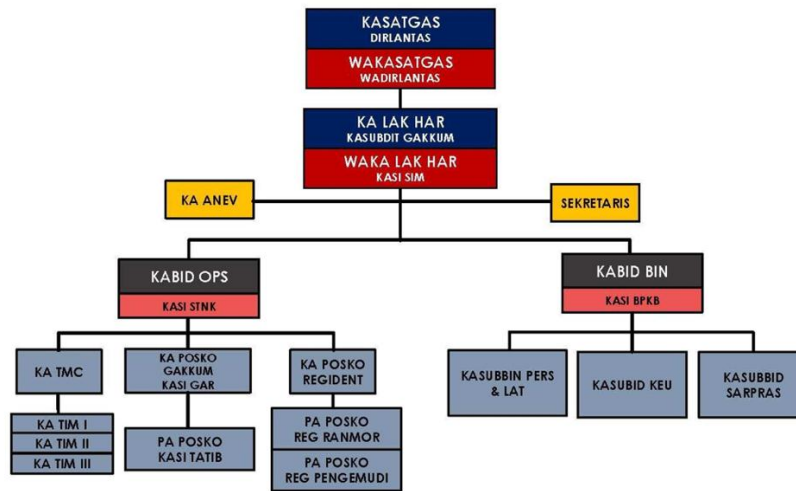 KASATGAS
DIRLANTAS
WAKASATGAS
WADIRLANTAS
KA LAK HAR
KASUBDIT GAKKUM
WAKA LAK HAR
KASI SIM
KA ANEV
SEKRETARIS
KABID OPS
KASI STNK
KABID BIN
KASI BPKB
KA TMC
KA TIM I
KA TIM II
KA TIM III
KA POSKO
GAKKUM
KASI GAR
PA POSKO
KASI TATIB
KA POSKO
REGIDENT
PA POSKO
REG RANMOR
PA POSKO
REG PENGEMUDI
KASUBBIN PERS
& LAT
KASUBID KEU
KASUBBID
SARPRAS